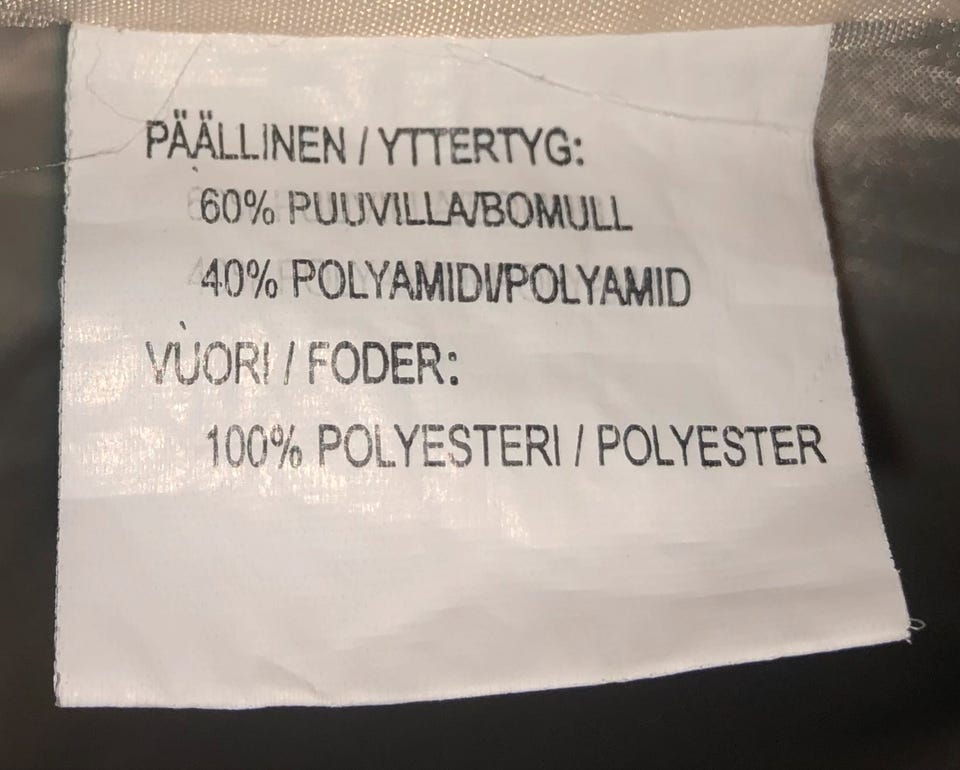 PÄÄLLINEN / YTTERTYG:
60% PUUVILLA/BOMULL
40% POLYAMIDI/POLYAMID
VUORI / FODER:
100% POLYESTERI / POLYESTER